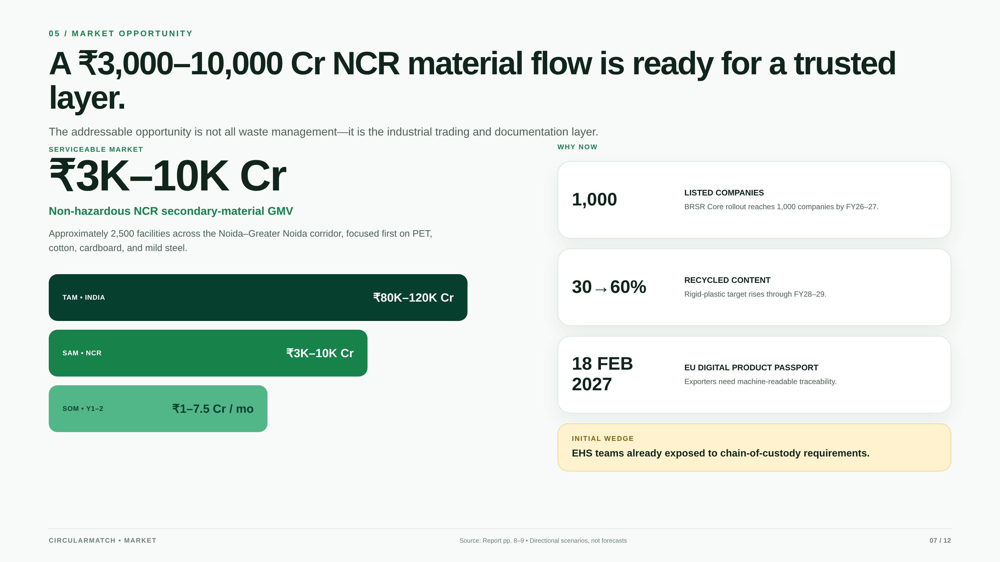 05 / MARKET OPPORTUNITY
A ₹3,000–10,000 Cr NCR material flow is ready for a trusted
layer.
The addressable opportunity is not all waste management—it is the industrial trading and documentation layer.
SERVICEABLE MARKET
₹3K–10K Cr
Non-hazardous NCR secondary-material GMV
Approximately 2,500 facilities across the Noida–Greater Noida corridor, focused first on PET,
cotton, cardboard, and mild steel.
TAM • INDIA
₹80K–120K Cr
SAM • NCR
₹3K–10K Cr
SOM • Y1–2
₹1–7.5 Cr / mo
WHY NOW
1,000
LISTED COMPANIES
BRSR Core rollout reaches 1,000 companies by FY26–27.
30→60%
RECYCLED CONTENT
Rigid-plastic target rises through FY28–29.
18 FEB
2027
EU DIGITAL PRODUCT PASSPORT
Exporters need machine-readable traceability.
INITIAL WEDGE
EHS teams already exposed to chain-of-custody requirements.
CIRCULARMATCH • MARKET
Source: Report pp. 8–9 • Directional scenarios, not forecasts
07 / 12